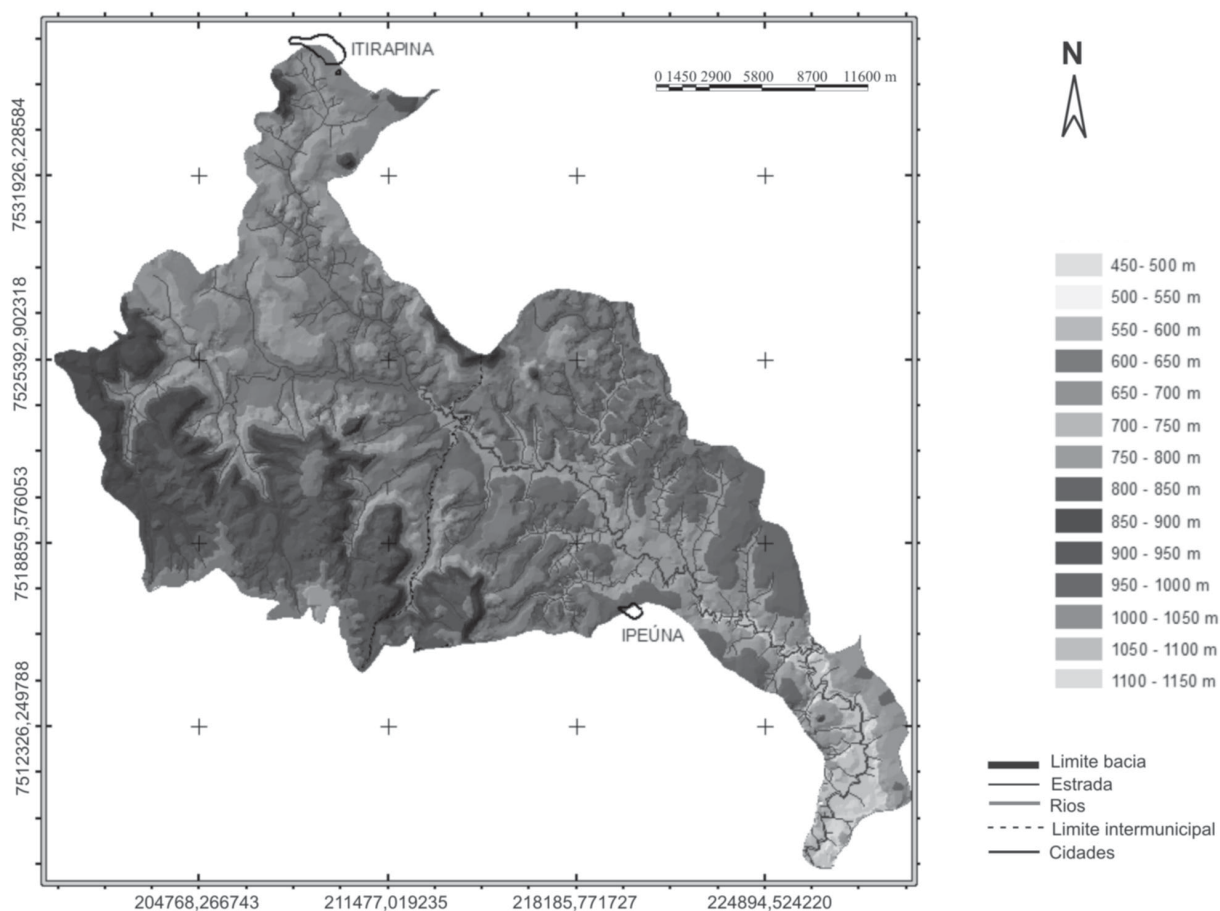 ITIRAPINA
0 1450 2900 5800 8700 11600 m
N
7531926,228584
7525392,902318
7518859,576053
7512326,249788
IPEÚNA
450- 500 m
500 - 550 m
550 - 600 m
600 - 650 m
650 - 700 m
700 - 750 m
750 - 800 m
800 - 850 m
850 - 900 m
900 - 950 m
950 - 1000 m
1000 - 1050 m
1050 - 1100 m
1100 - 1150 m
Limite bacia
Estrada
Rios
Limite intermunicipal
Cidades
204768,266743 211477,019235 218185,771727 224894,524220